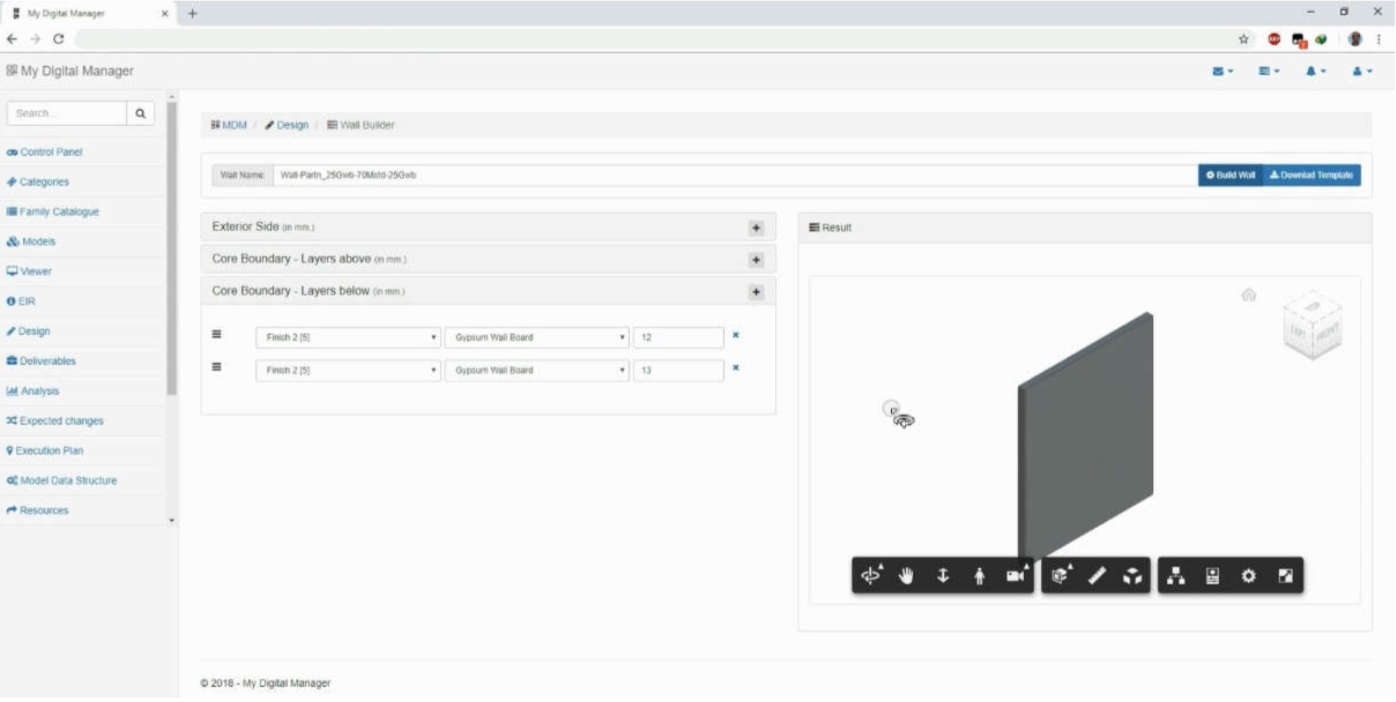 My Digital Manager
My Digital Manager
Search...
Control Panel
Categories
Family Catalogue
Models
Viewer
EIR
Design
Deliverables
Analysis
Expected changes
Execution Plan
Model Data Structure
Resources
MDM / Design / Wall Builder
Wall Name: Wall-Partn_25Gwb-70Mstd-25Gwb Build Wall Downlad Template
Exterior Side (in mm.)
Core Boundary - Layers above (in mm.)
Core Boundary - Layers below (in mm.)
Finish 2 [5] Gypsum Wall Board 12
Finish 2 [5] Gypsum Wall Board 13
Result
FRONT
© 2018 - My Digital Manager